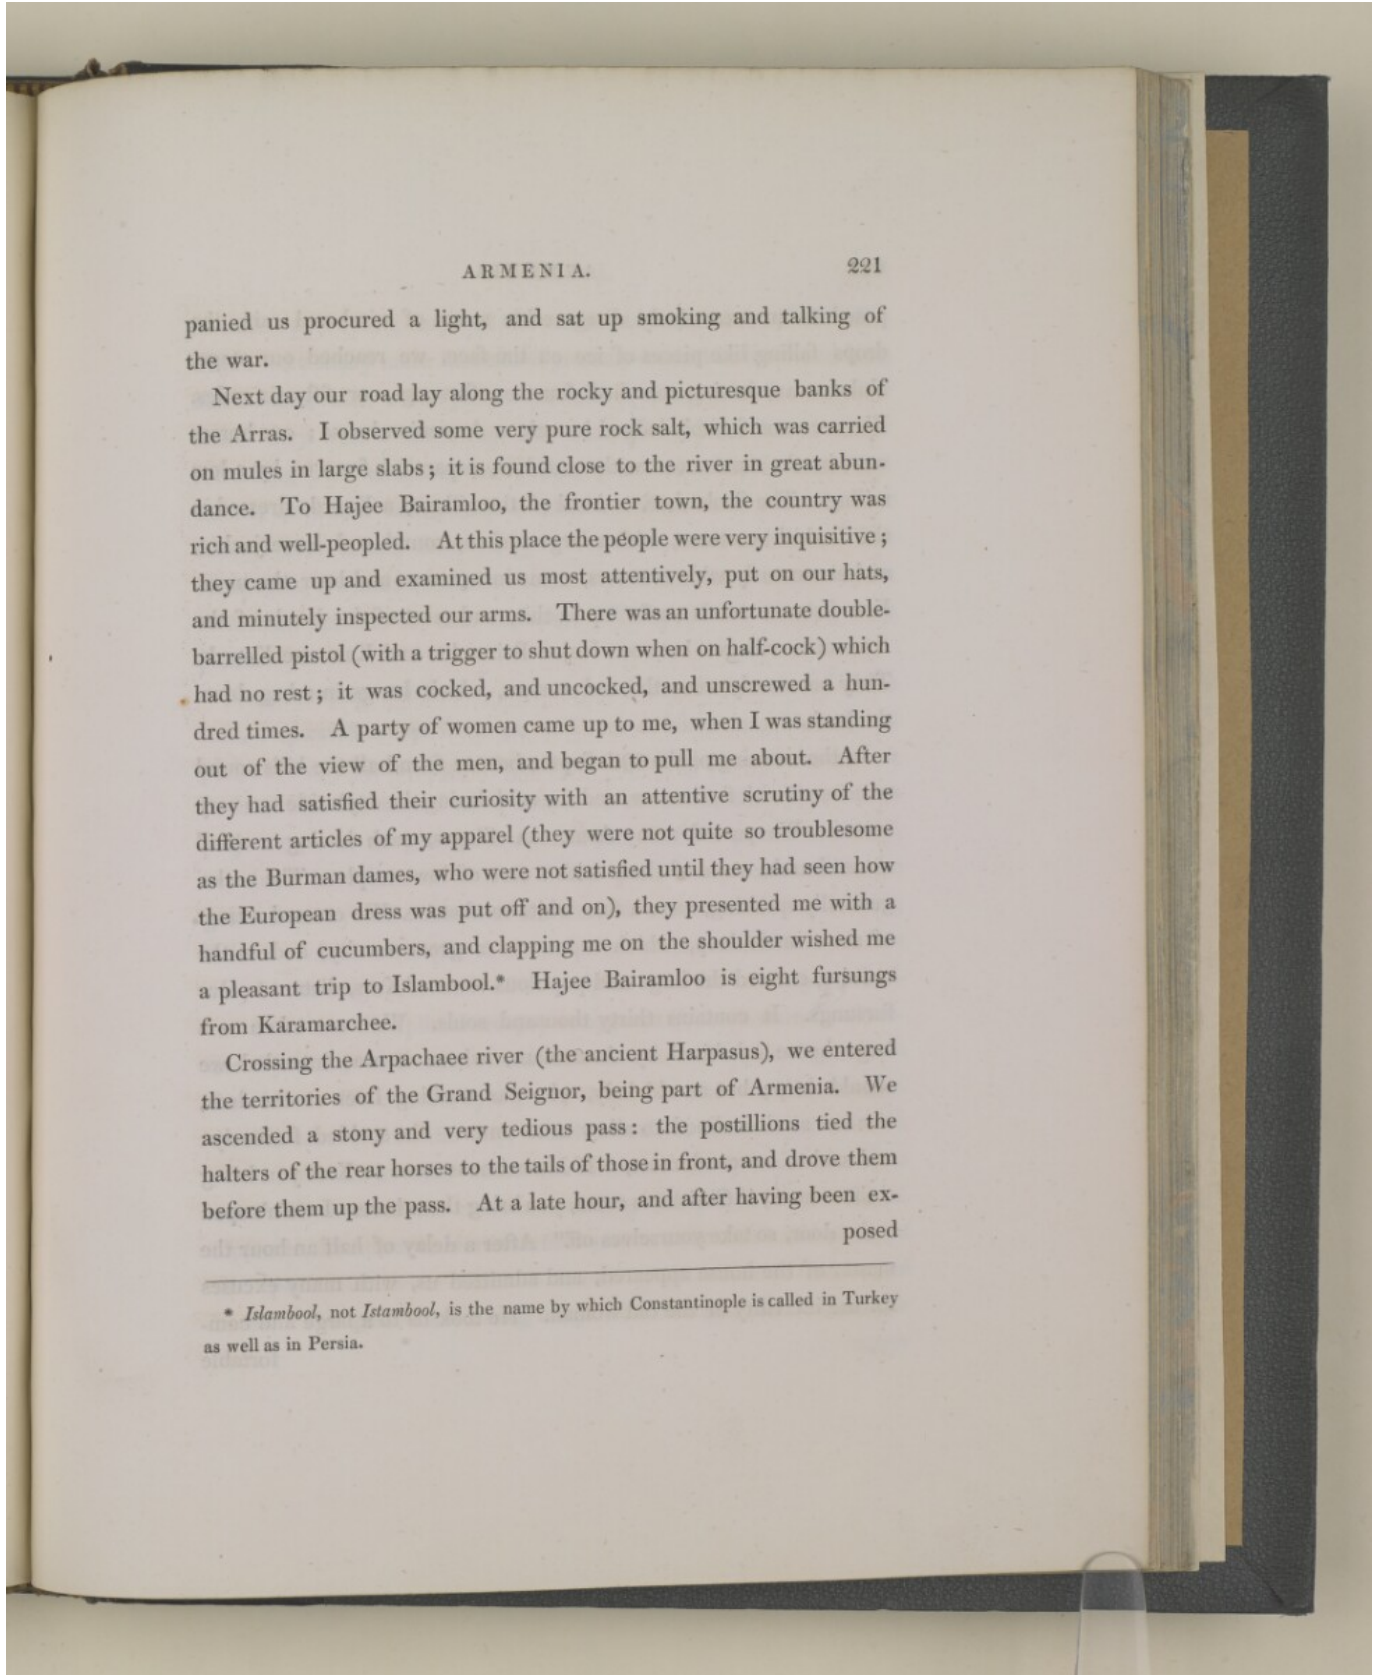 ARMENIA. 221
panied us procured a light, and sat up smoking and talking of
the war.
Next day our road lay along the rocky and picturesque banks of
the Arras. I observed some very pure rock salt, which was carried
on mules in large slabs; it is found close to the river in great abun-
dance. To Hajee Bairamloo, the frontier town, the country was
rich and well-peopled. At this place the people were very inquisitive;
they came up and examined us most attentively, put on our hats,
and minutely inspected our arms. There was an unfortunate double-
barrelled pistol (with a trigger to shut down when on half-cock) which
had no rest; it was cocked, and uncocked, and unscrewed a hun-
dred times. A party of women came up to me, when I was standing
out of the view of the men, and began to pull me about. After
they had satisfied their curiosity with an attentive scrutiny of the
different articles of my apparel (they were not quite so troublesome
as the Burman dames, who were not satisfied until they had seen how
the European dress was put off and on), they presented me with a
handful of cucumbers, and clapping me on the shoulder wished me
a pleasant trip to Islambool.* Hajee Bairamloo is eight fursungs
from Karamarchee.
Crossing the Arpachaee river (the ancient Harpasus), we entered
the territories of the Grand Seignor, being part of Armenia. We
ascended a stony and very tedious pass: the postillions tied the
halters of the rear horses to the tails of those in front, and drove them
before them up the pass. At a late hour, and after having been ex-
posed
* Islambool, not Istambool, is the name by which Constantinople is called in Turkey
as well as in Persia.